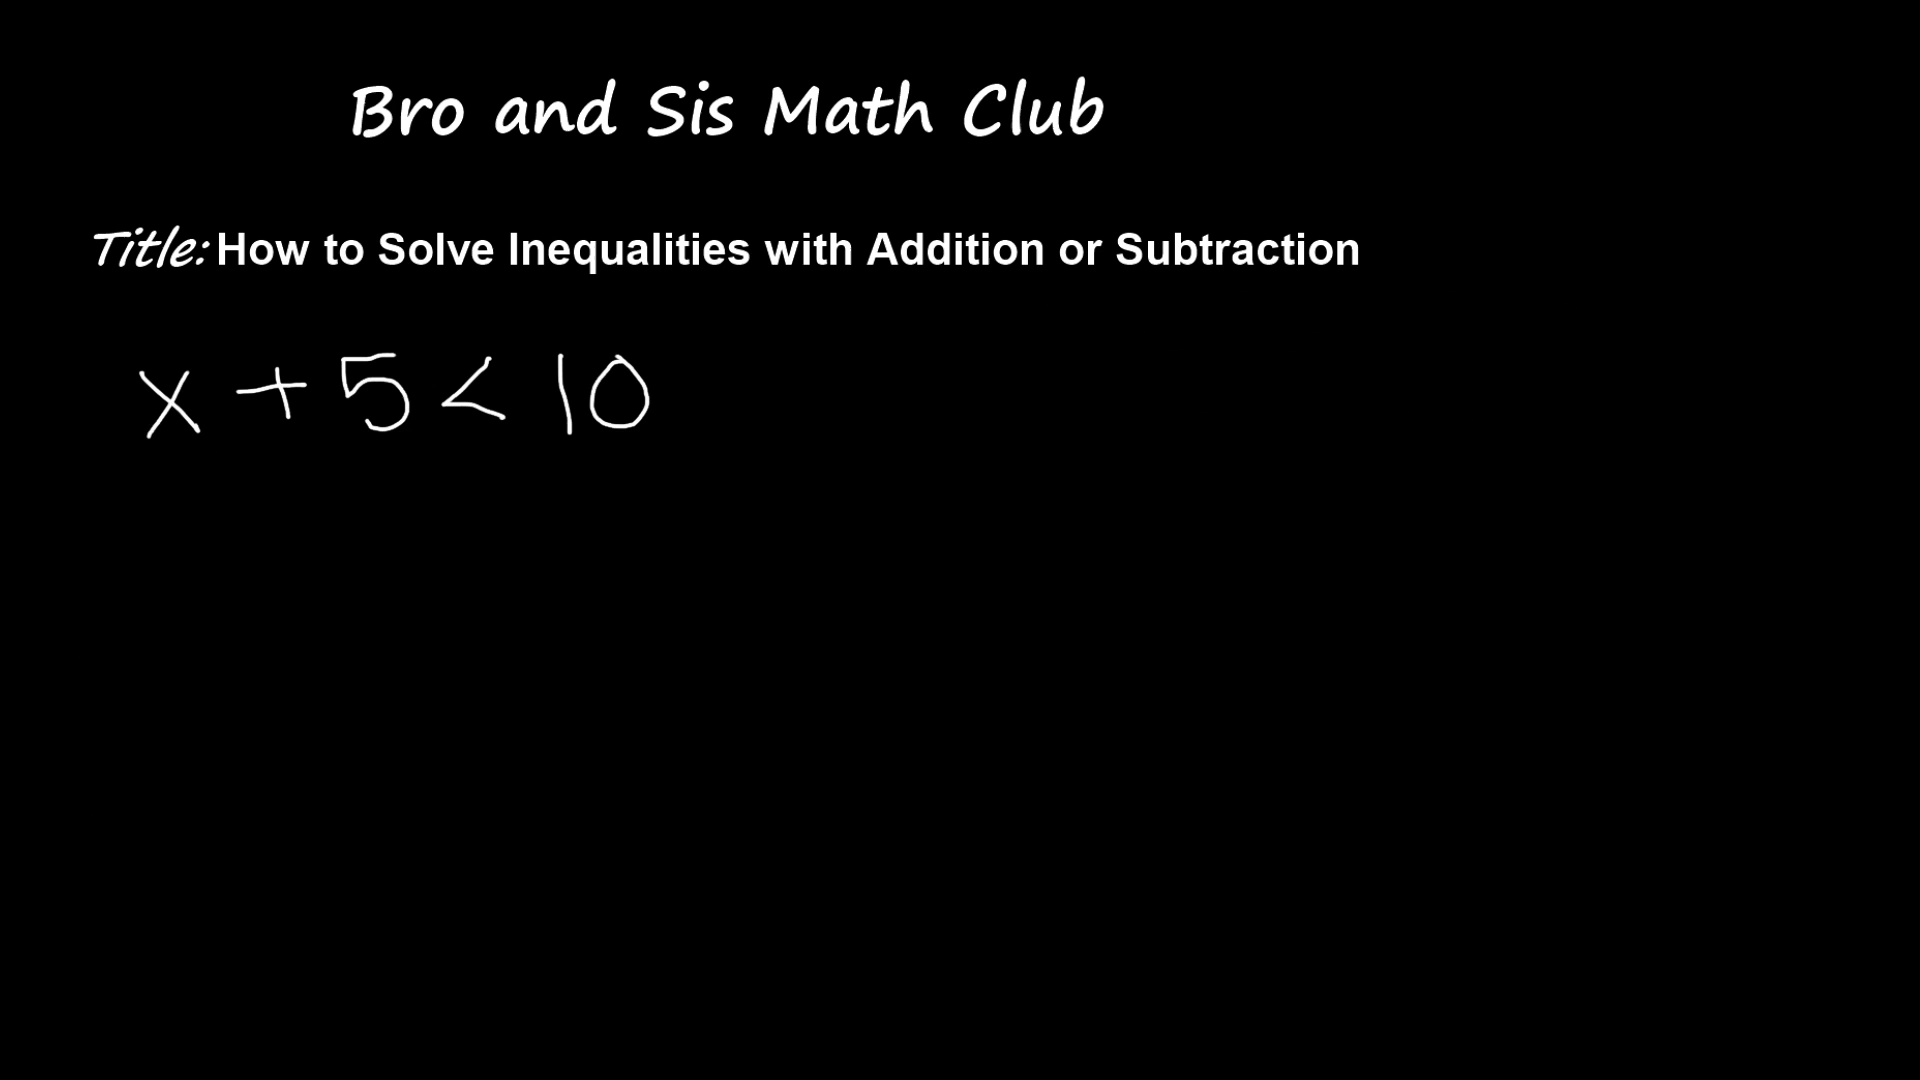 Bro and Sis Math Club
Title: How to Solve Inequalities with Addition or Subtraction
x + 5 < 10